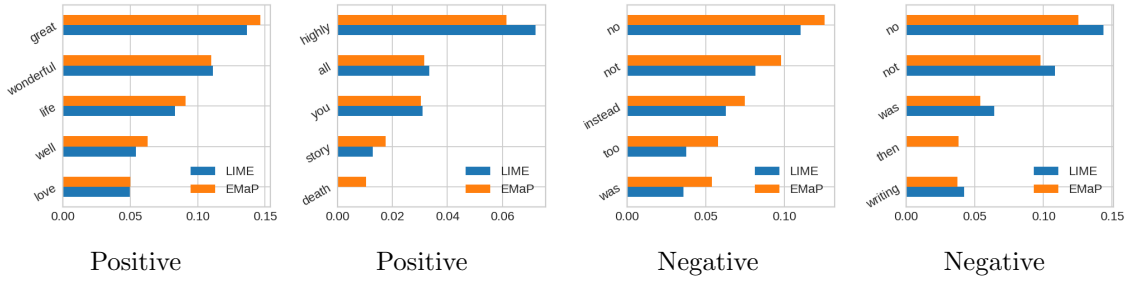 great
wonderful
life
well
love
LIME
EMaP
0.00 0.05 0.10 0.15
Positive
highly
all
you
story
death
LIME
EMaP
0.00 0.02 0.04 0.06
Positive
no
not
instead
too
was
LIME
EMaP
0.00 0.05 0.10
Negative
no
not
was
then
writing
LIME
EMaP
0.00 0.05 0.10 0.15
Negative